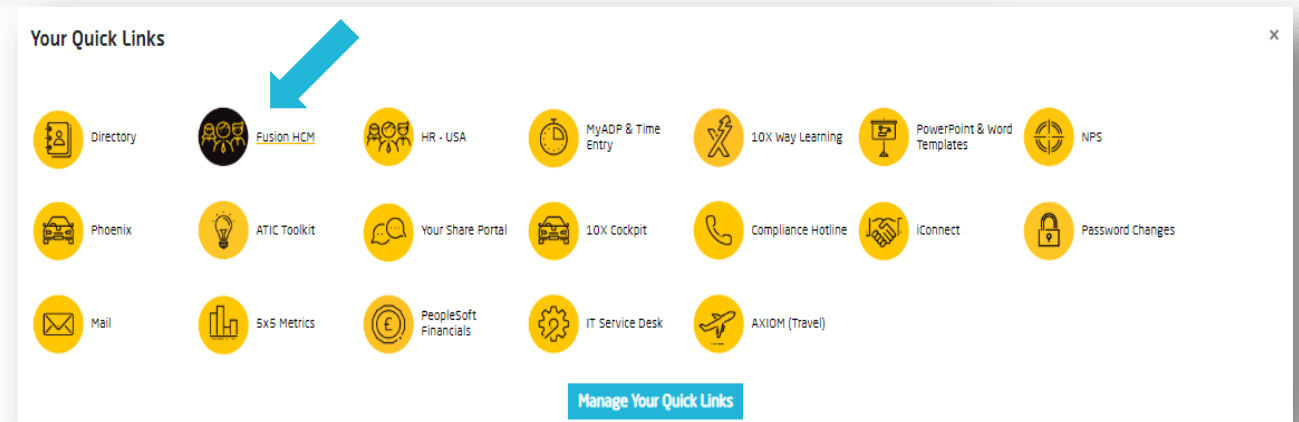 Your Quick Links
×
Directory
Fusion HCM
HR - USA
MyADP & Time
Entry
10X Way Learning
PowerPoint & Word
Templates
NPS
Phoenix
ATIC Toolkit
Your Share Portal
10X Cockpit
Compliance Hotline
iConnect
Password Changes
Mail
5x5 Metrics
PeopleSoft
Financials
IT Service Desk
AXIOM (Travel)
Manage Your Quick Links